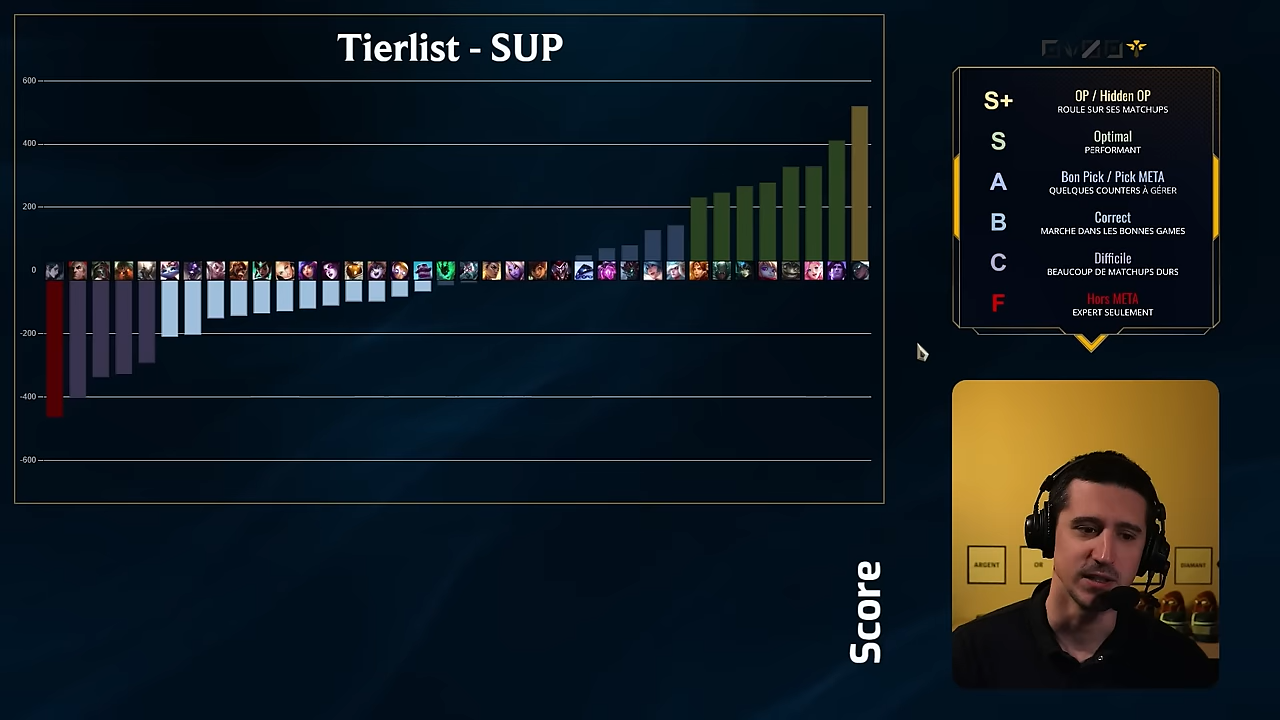 Tierlist - SUP
600
400
200
0
-200
-400
-600
Score
S+
OP / Hidden OP
ROULE SUR SES MATCHUPS
S
Optimal
PERFORMANT
A
Bon Pick / Pick META
QUELQUES COUNTERS À GÉRER
B
Correct
MARCHE DANS LES BONNES GAMES
C
Difficile
BEAUCOUP DE MATCHUPS DURS
F
Hors META
EXPERT SEULEMENT
ARGENT
OR
DIAMANT